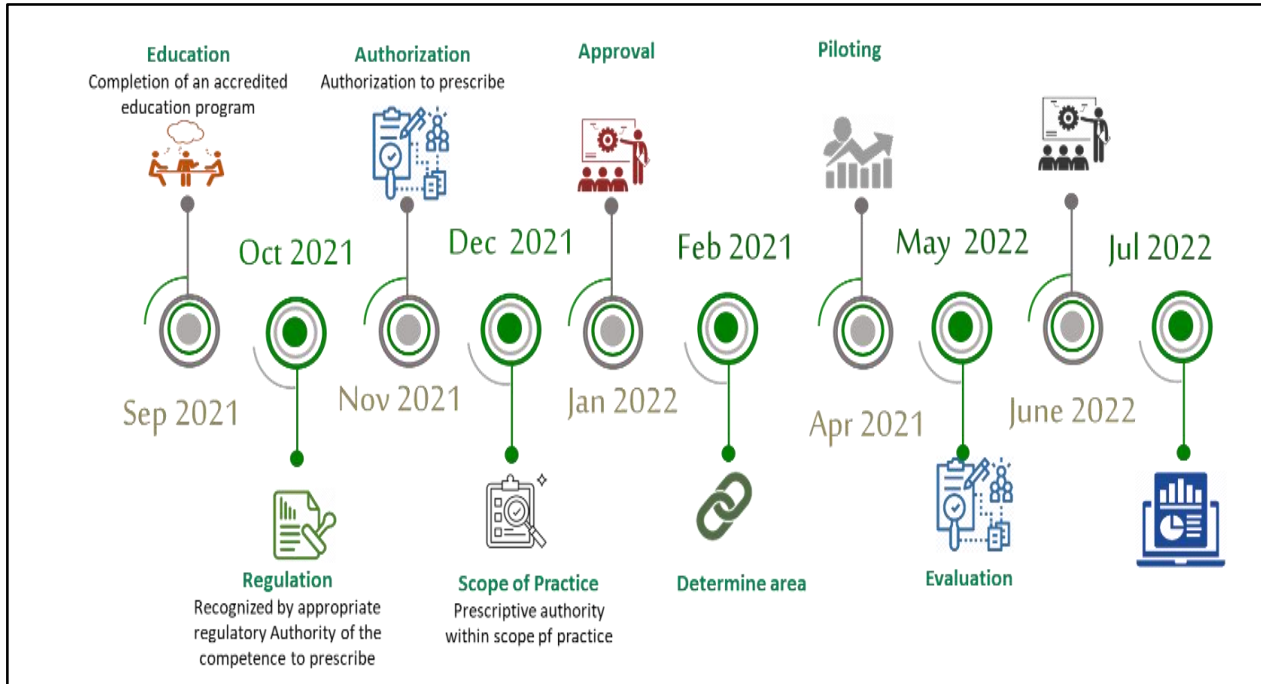 Education
Completion of an accredited
education program
Authorization
Authorization to prescribe
Approval
Piloting
Oct 2021
Dec 2021
Feb 2021
May 2022
Jul 2022
Sep 2021
Nov 2021
Jan 2022
Apr 2021
June 2022
Regulation
Recognized by appropriate
regulatory Authority of the
competence to prescribe
Scope of Practice
Prescriptive authority
within scope pf practice
Determine area
Evaluation